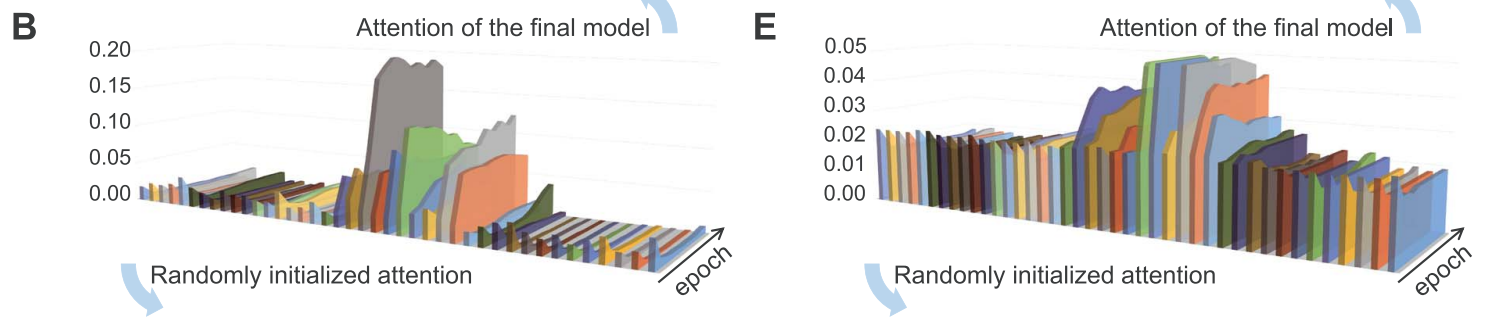 B
Attention of the final model
0.20
0.15
0.10
0.05
0.00
Randomly initialized attention
epoch
E
Attention of the final model
0.05
0.04
0.03
0.02
0.01
0.00
Randomly initialized attention
epoch